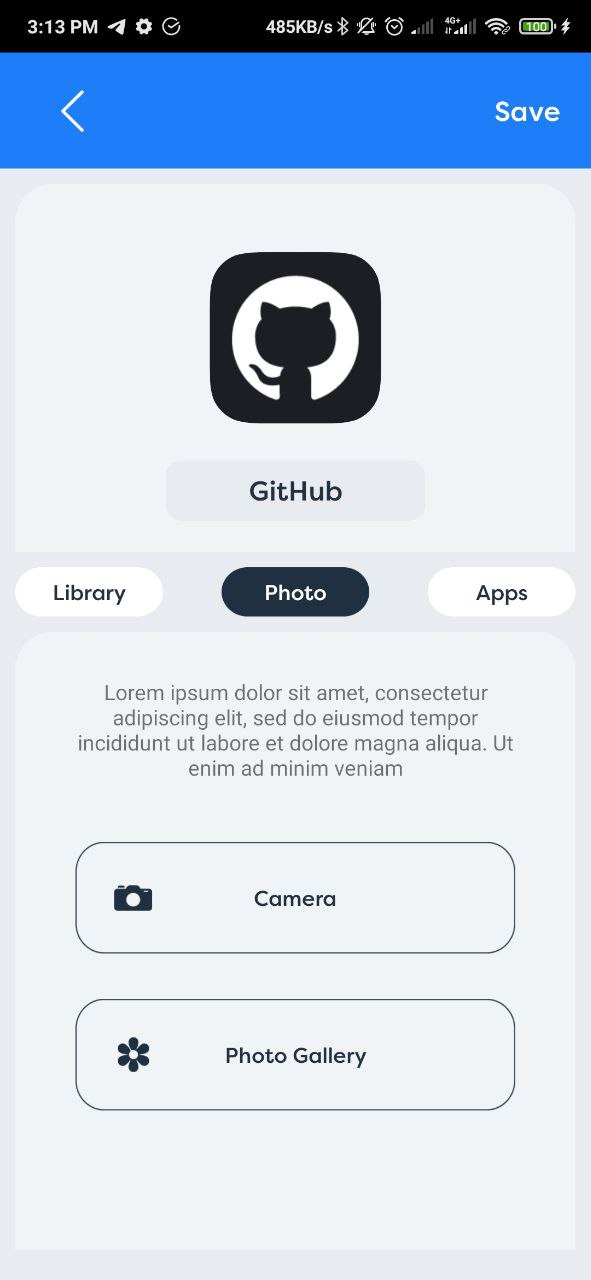 3:13 PM 485KB/s 4G+ 100
Save
GitHub
Library Photo Apps
Lorem ipsum dolor sit amet, consectetur
adipiscing elit, sed do eiusmod tempor
incididunt ut labore et dolore magna aliqua. Ut
enim ad minim veniam
Camera
Photo Gallery